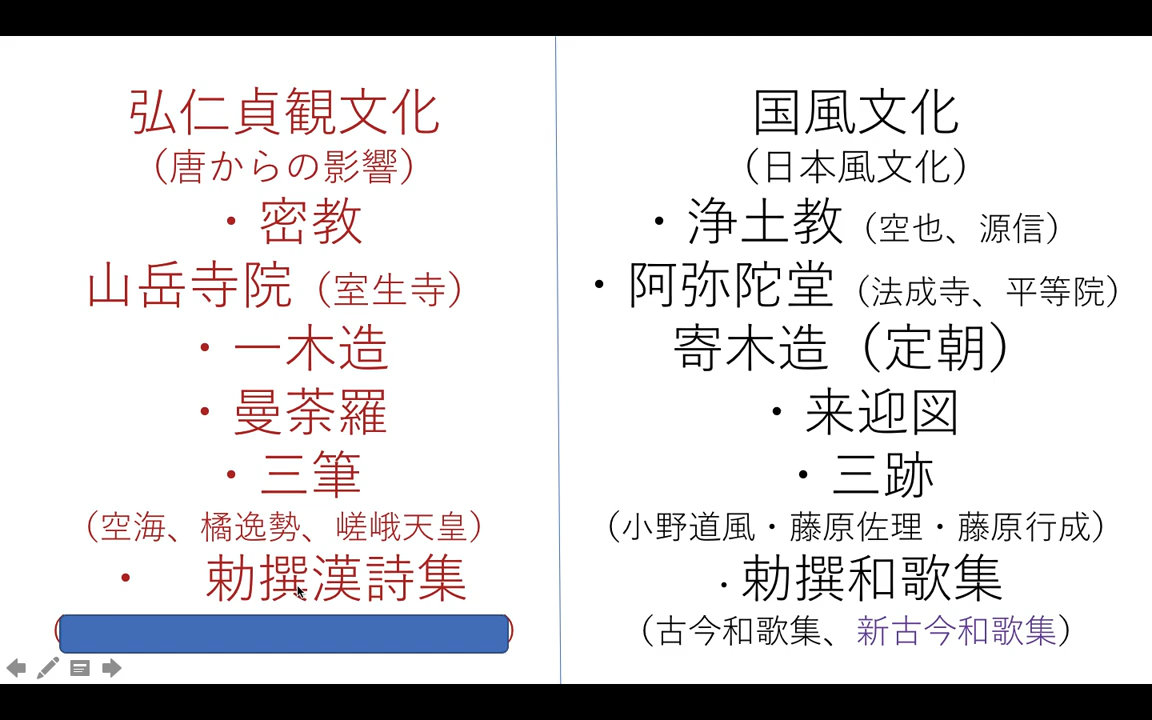 弘仁貞観文化
（唐からの影響）
・密教
山岳寺院（室生寺）
・一木造
・曼荼羅
・三筆
（空海、橘逸勢、嵯峨天皇）
・ 勅撰漢詩集
（ ）
国風文化
（日本風文化）
・浄土教（空也、源信）
・阿弥陀堂（法成寺、平等院）
寄木造（定朝）
・来迎図
・三跡
（小野道風・藤原佐理・藤原行成）
・勅撰和歌集
（古今和歌集、新古今和歌集）